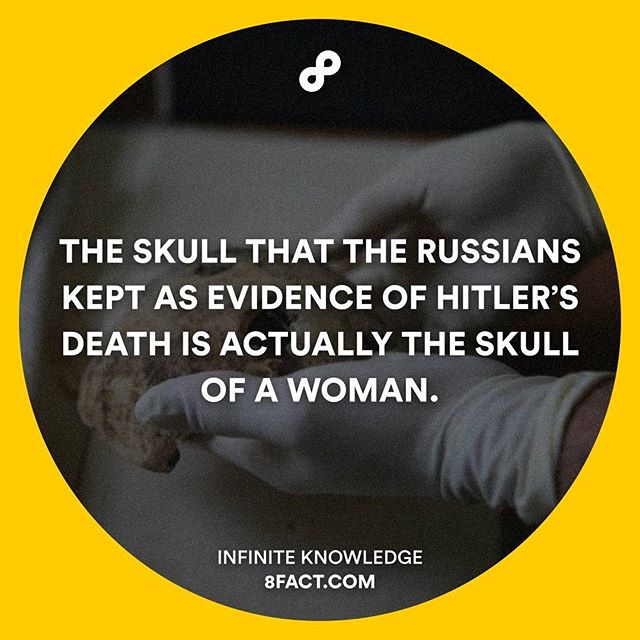 THE SKULL THAT THE RUSSIANS
KEPT AS EVIDENCE OF HITLER'S
DEATH IS ACTUALLY THE SKULL
OF A WOMAN.
INFINITE KNOWLEDGE
8FACT.COM